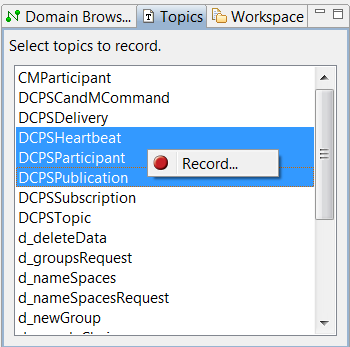 Domain Brows... Topics Workspace
Select topics to record.
CMParticipant
DCPSCandMCommand
DCPSDelivery
DCPSHeartbeat
DCPSParticipant
Record...
DCPSPublication
DCPSSubscription
DCPSTopic
d_deleteData
d_groupsRequest
d_nameSpaces
d_nameSpacesRequest
d_newGroup